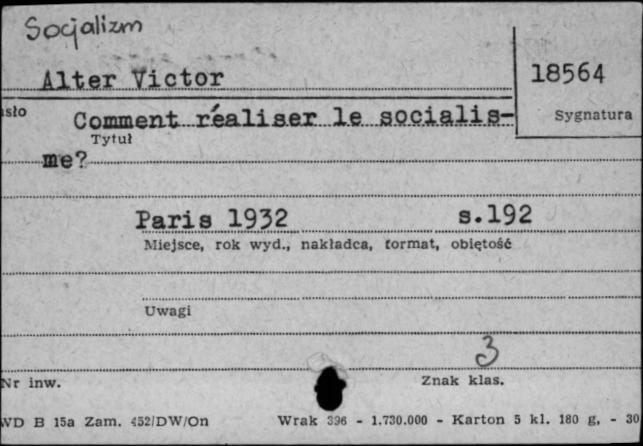 Socjalizm
Alter Victor
18564
Sygnatura
sło
Comment réaliser le socialis-
Tytuł
me?
Paris 1932 s.192
Miejsce, rok wyd., nakładca, format, objętość
Uwagi
3
Nr inw.
Znak klas.
WD B 15a Zam. 452/DW/On Wrak 396 - 1.730.000 - Karton 5 kl. 180 g, - 30